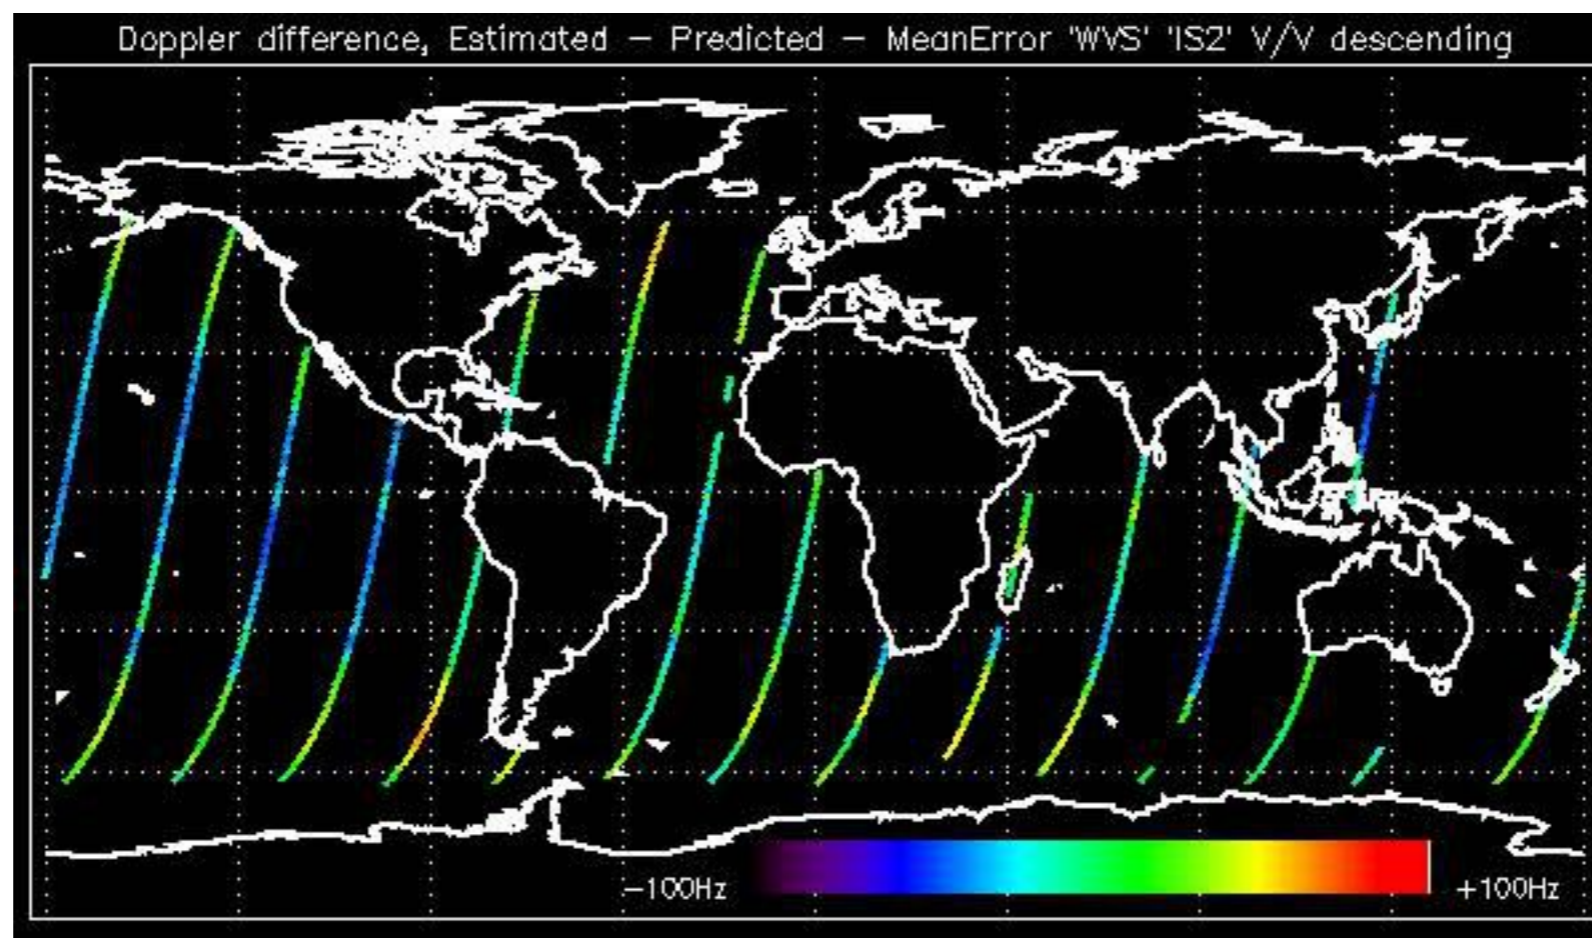 Doppler difference, Estimated - Predicted - MeanError 'WVS' 'IS2' V/V descending
-100Hz
+100Hz